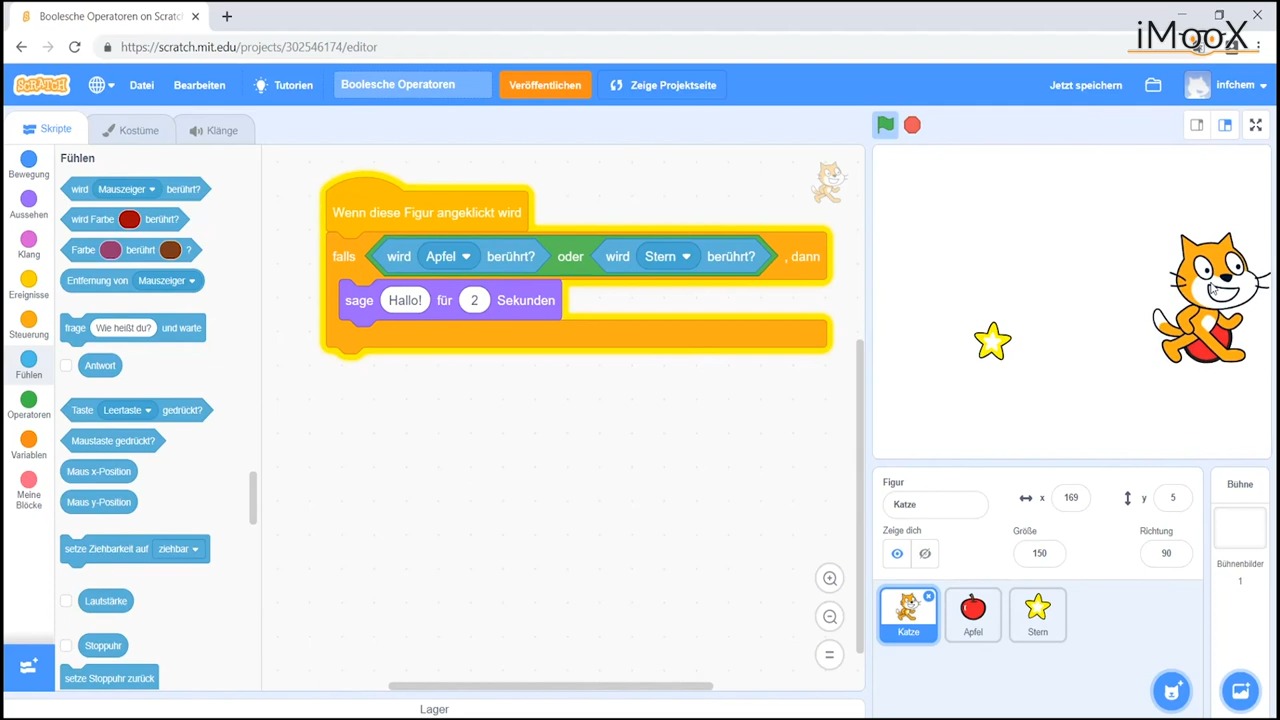 Boolesche Operatoren on Scratch
iMooX
https://scratch.mit.edu/projects/302546174/editor
SCRATCH
Datei
Bearbeiten
Tutorien
Boolesche Operatoren
Veröffentlichen
Zeige Projektseite
Jetzt speichern
infchem
Skripte
Kostüme
Klänge
Bewegung
Aussehen
Klang
Ereignisse
Steuerung
Fühlen
Operatoren
Variablen
Meine
Blöcke
Fühlen
wird Mauszeiger berührt?
wird Farbe berührt?
Farbe berührt ?
Entfernung von Mauszeiger
frage Wie heißt du? und warte
Antwort
Taste Leertaste gedrückt?
Maustaste gedrückt?
Maus x-Position
Maus y-Position
setze Ziehbarkeit auf ziehbar
Lautstärke
Stoppuhr
setze Stoppuhr zurück
Wenn diese Figur angeklickt wird
falls wird Apfel berührt? oder wird Stern berührt? , dann
sage Hallo! für 2 Sekunden
Figur
Katze
x 169
y 5
Zeige dich
Größe
150
Richtung
90
Katze
Apfel
Stern
Bühne
Bühnenbilder
1
Lager